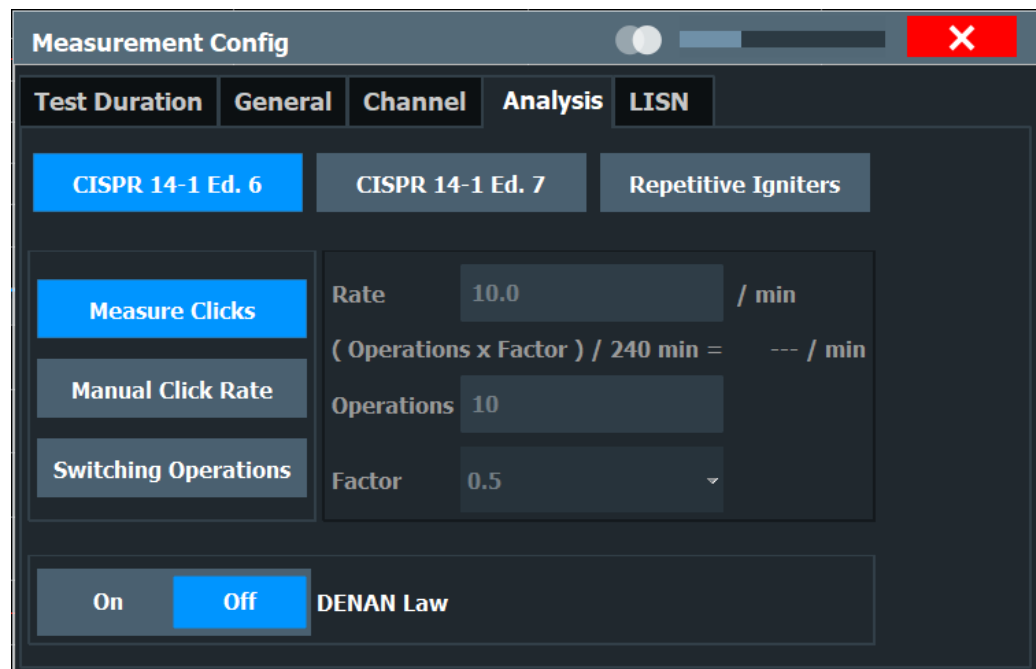 Measurement Config
Test Duration General Channel Analysis LISN
CISPR 14-1 Ed. 6 CISPR 14-1 Ed. 7 Repetitive Igniters
Measure Clicks
Manual Click Rate
Switching Operations
Rate 10.0 / min
( Operations x Factor ) / 240 min = --- / min
Operations 10
Factor 0.5
On Off DENAN Law